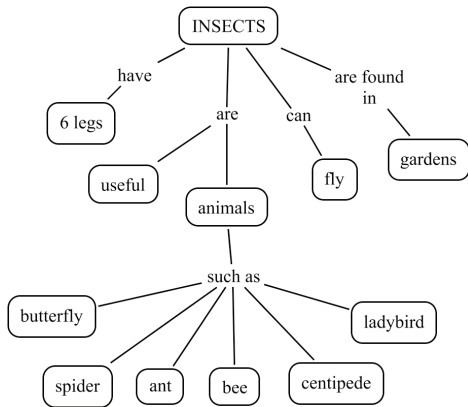 INSECTS
have
are found
in
are
can
6 legs
gardens
useful
fly
animals
such as
butterfly
ladybird
spider
ant
bee
centipede